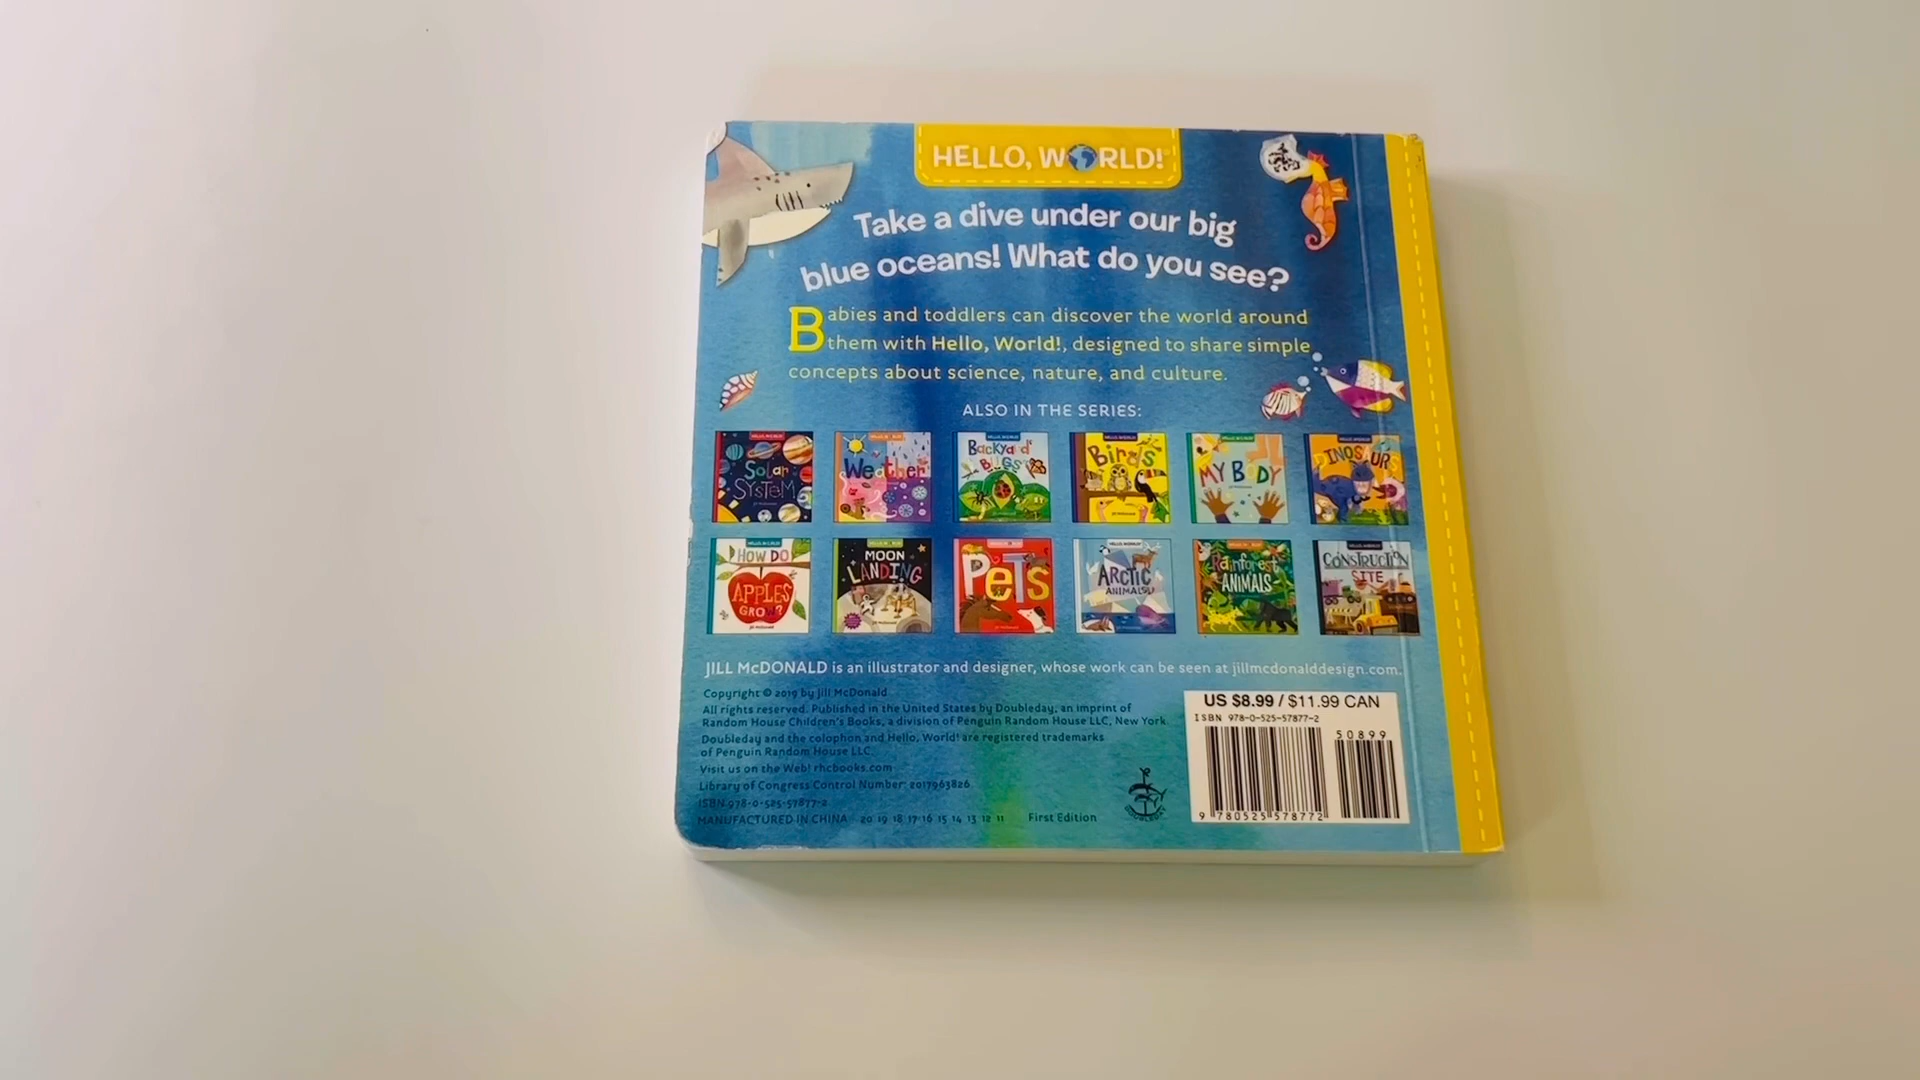 HELLO, WORLD!
Take a dive under our big
blue oceans! What do you see?
Babies and toddlers can discover the world around
them with Hello, World!, designed to share simple
concepts about science, nature, and culture.
ALSO IN THE SERIES:
Solar SYSTEM
Weather
Backyard BUGS
Birds
MY BODY
DINOSAURS
HOW DO APPLES GROW?
MOON LANDING
PETS
ARCTIC ANIMALS
Rainforest ANIMALS
CONSTRUCTION SITE
JILL McDONALD is an illustrator and designer, whose work can be seen at jillmcdonalddesign.com.
Copyright © 2019 by Jill McDonald
All rights reserved. Published in the United States by Doubleday, an imprint of
Random House Children's Books, a division of Penguin Random House LLC, New York.
Doubleday and the colophon and Hello, World! are registered trademarks
of Penguin Random House LLC.
Visit us on the Web! rhcbooks.com
Library of Congress Control Number: 2017963826
ISBN 978-0-525-57877-2
MANUFACTURED IN CHINA 20 19 18 17 16 15 14 13 12 11 First Edition
DOUBLEDAY
US $8.99 / $11.99 CAN
ISBN 978-0-525-57877-2
50899
9 780525 578772